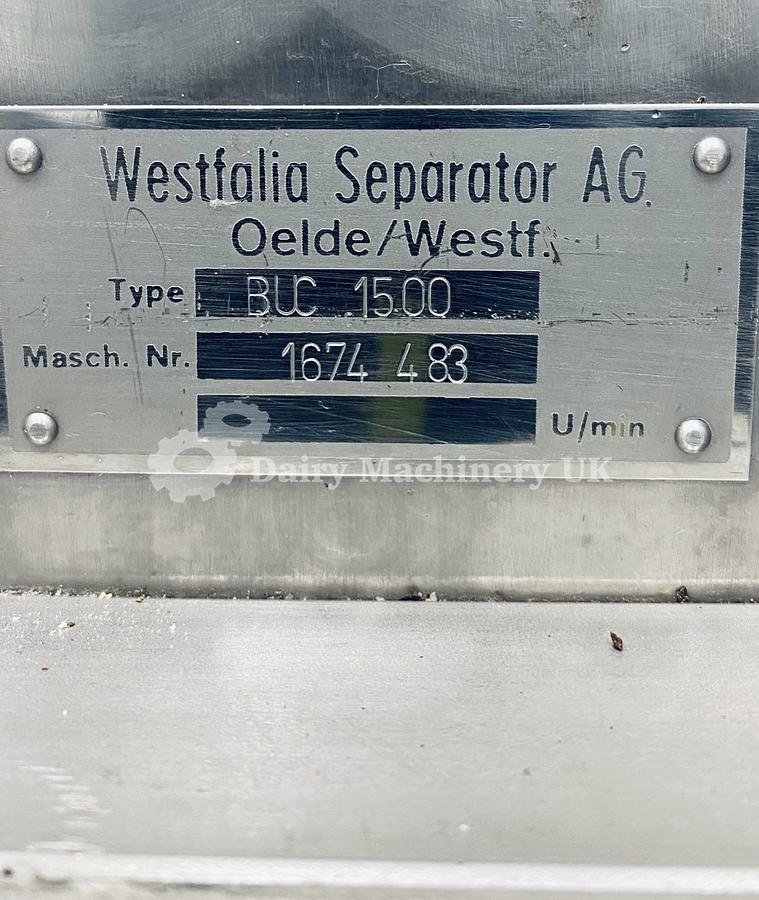 Westfalia Separator AG.
Oelde/Westf.
Type BUC 1500
Masch. Nr. 1674 483
U/min
Dairy Machinery UK